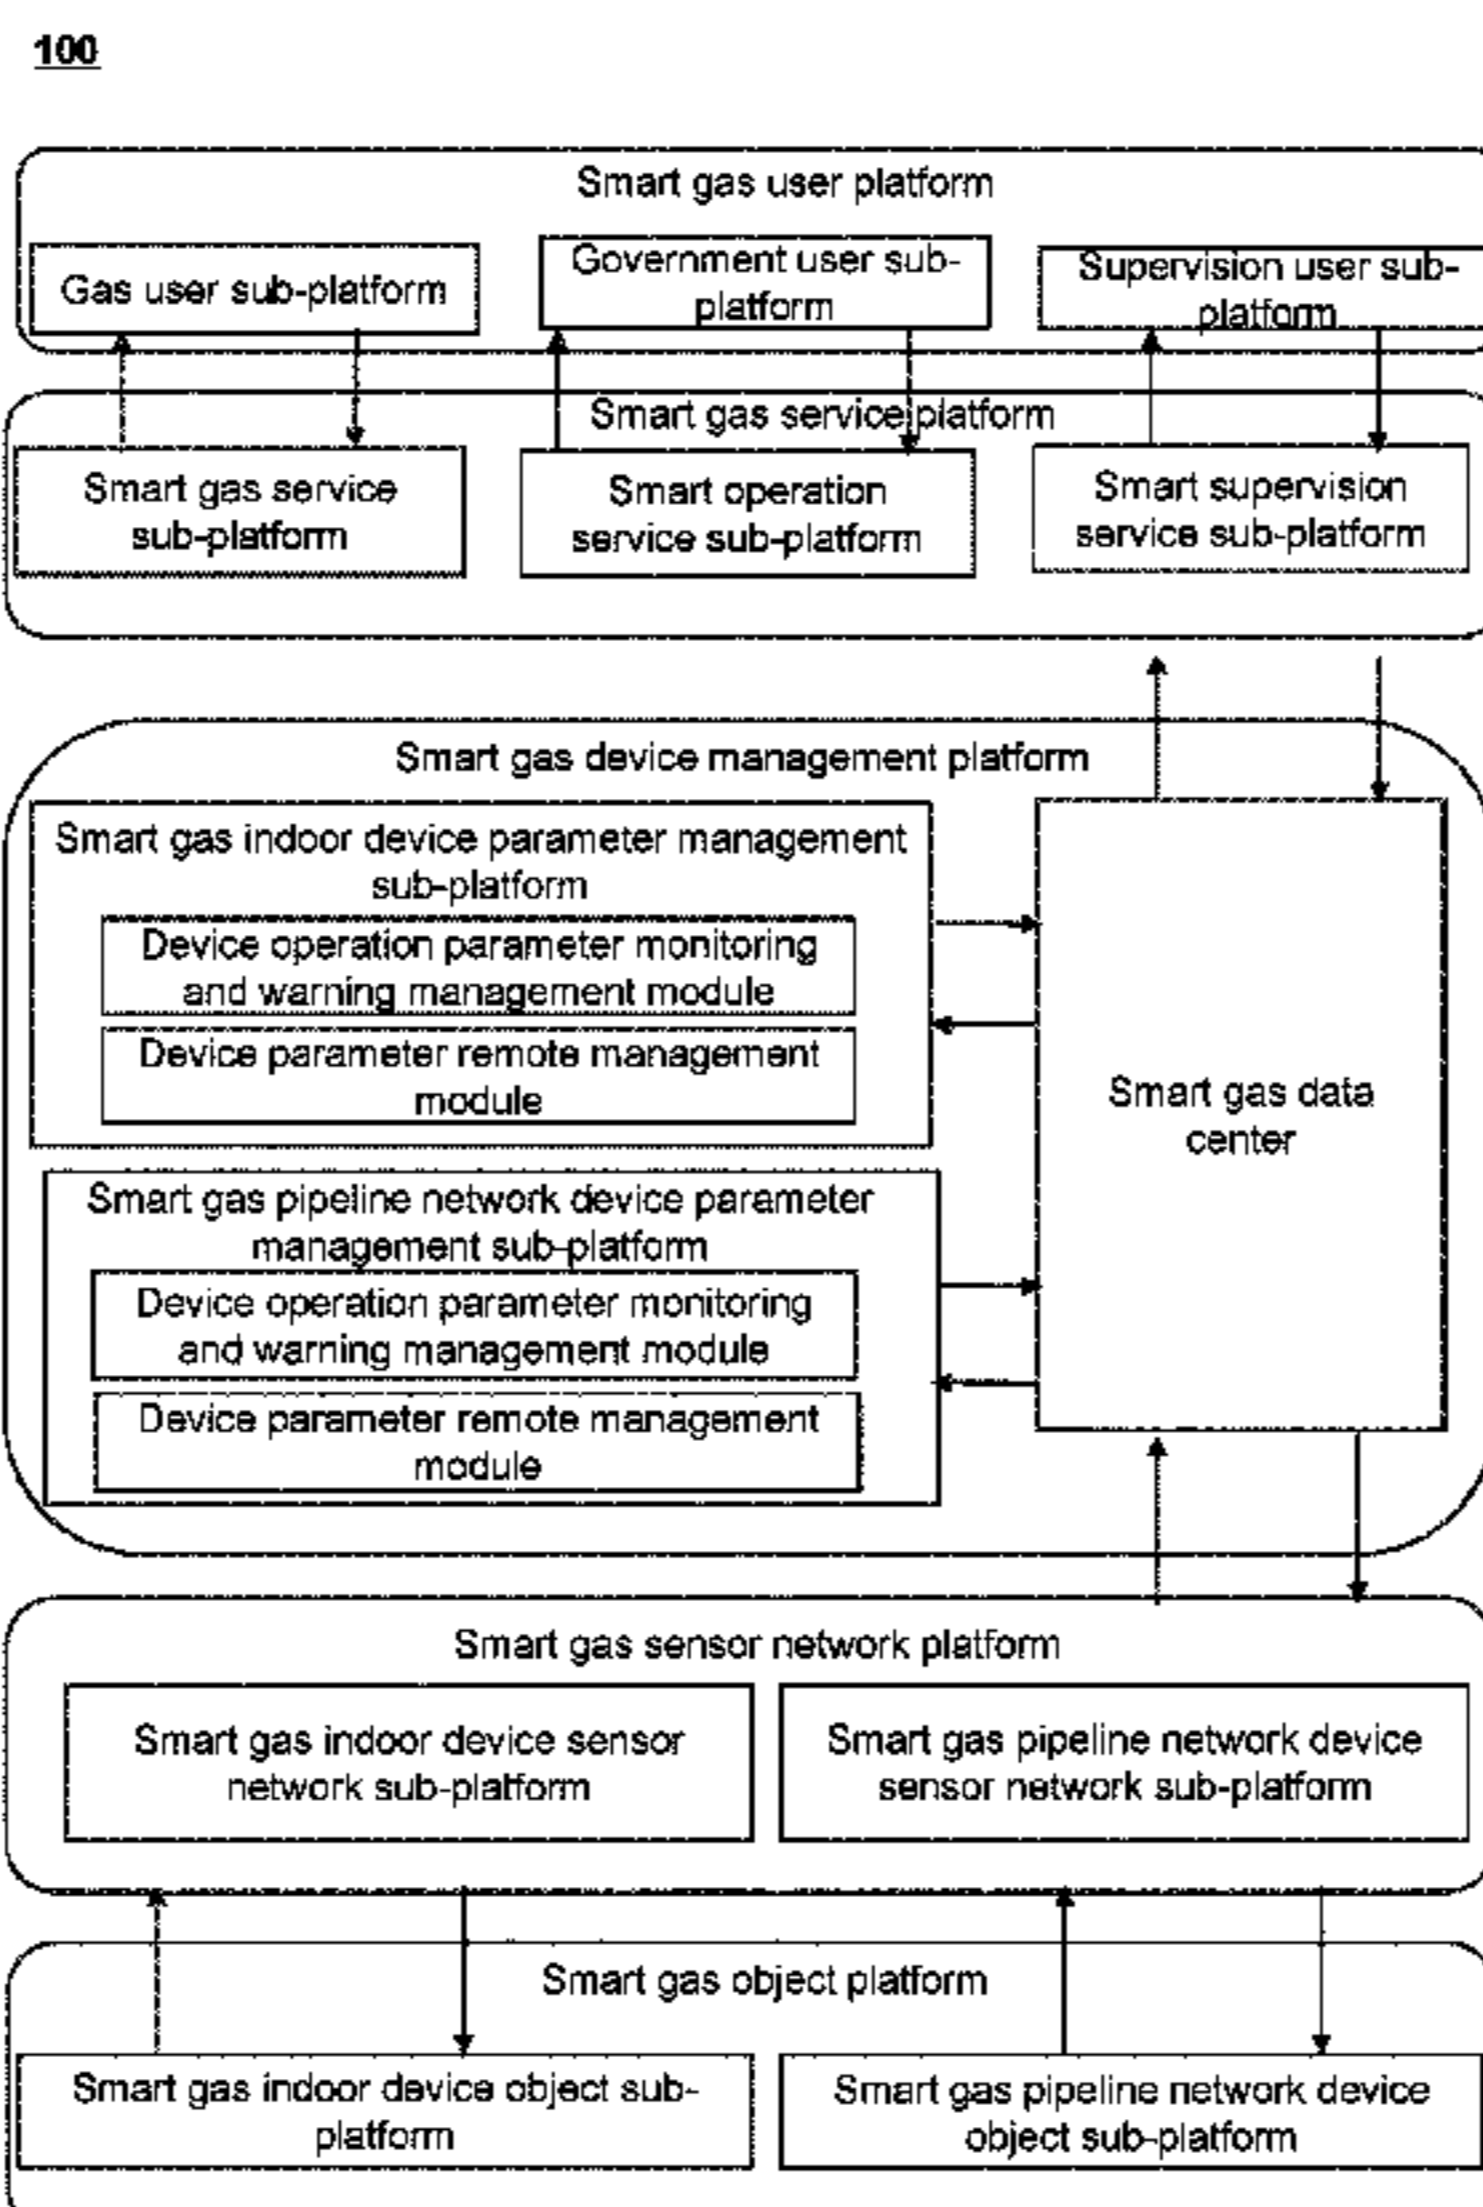 100
Smart gas user platform
Gas user sub-platform
Government user sub-
platform
Supervision user sub-
platform
Smart gas service platform
Smart gas service
sub-platform
Smart operation
service sub-platform
Smart supervision
service sub-platform
Smart gas device management platform
Smart gas indoor device parameter management
sub-platform
Device operation parameter monitoring
and warning management module
Device parameter remote management
module
Smart gas data
center
Smart gas pipeline network device parameter
management sub-platform
Device operation parameter monitoring
and warning management module
Device parameter remote management
module
Smart gas sensor network platform
Smart gas indoor device sensor
network sub-platform
Smart gas pipeline network device
sensor network sub-platform
Smart gas object platform
Smart gas indoor device object sub-
platform
Smart gas pipeline network device
object sub-platform